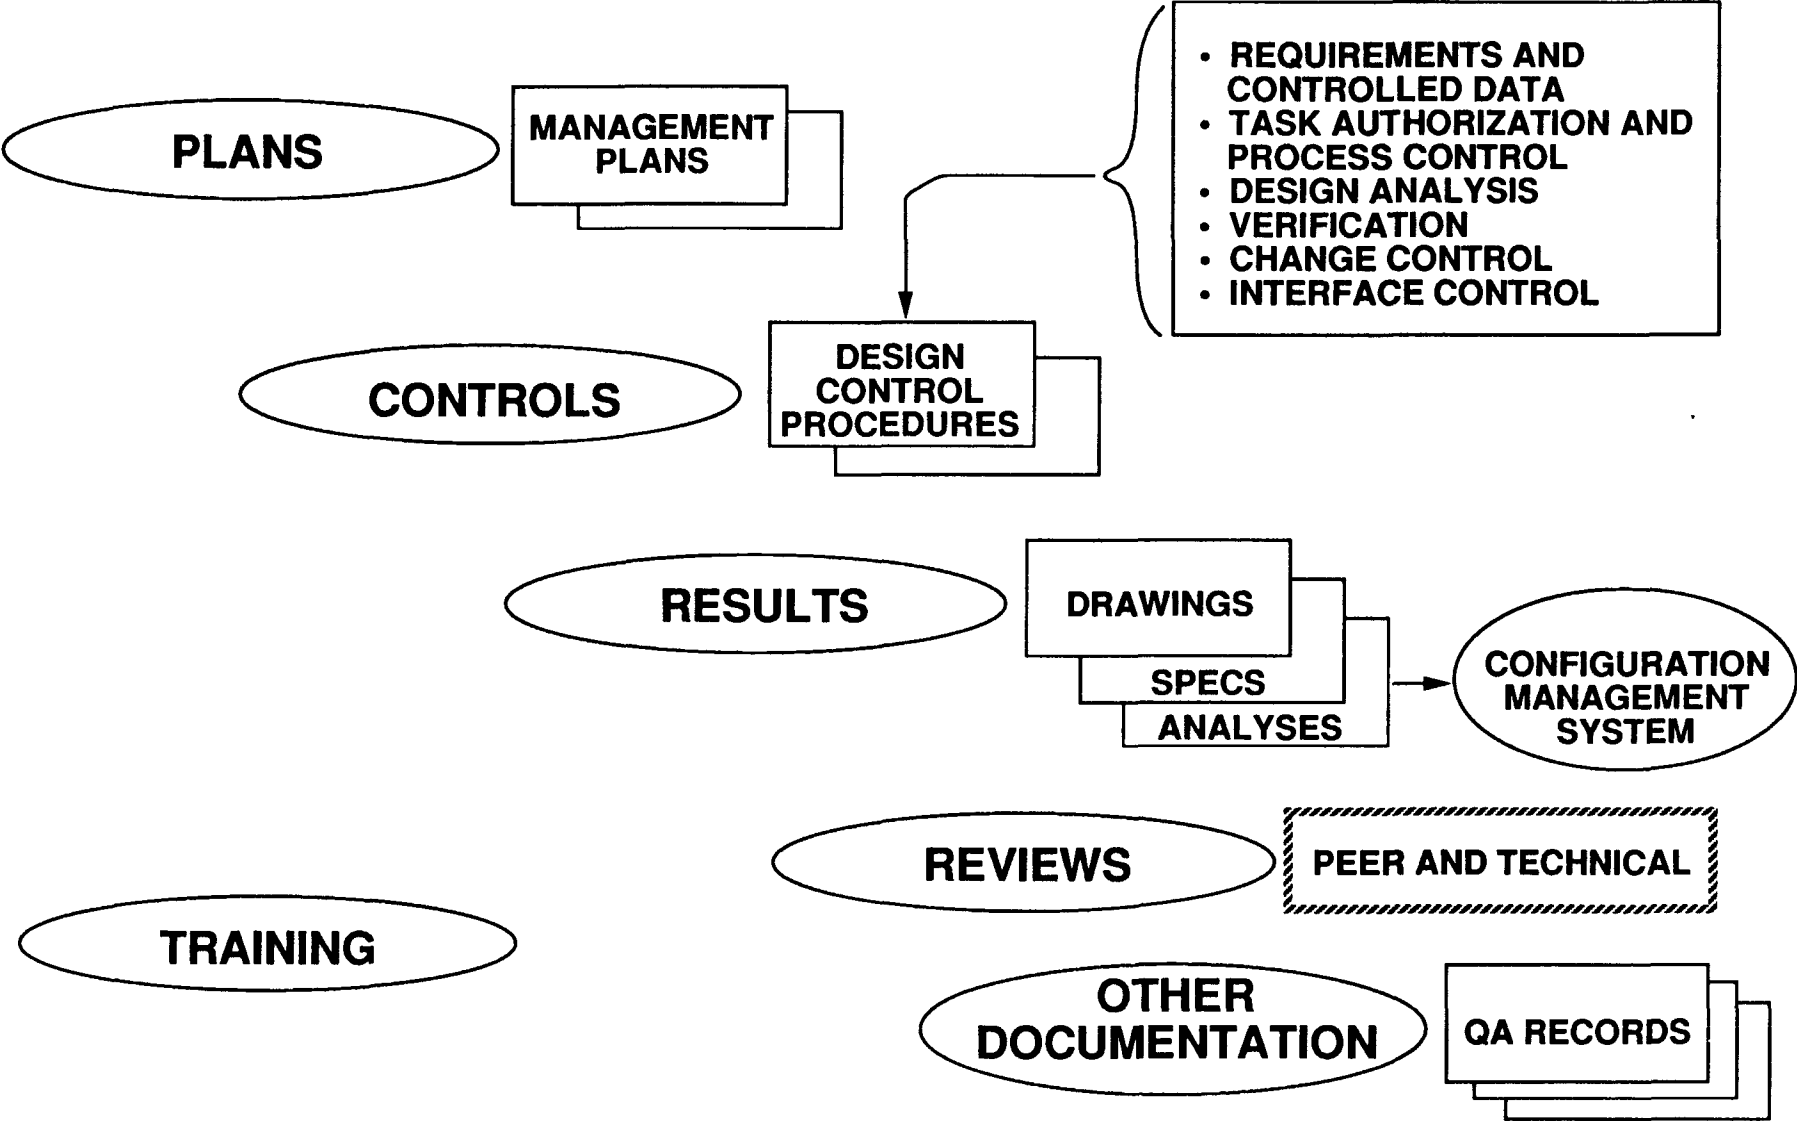 PLANS
MANAGEMENT
PLANS
• REQUIREMENTS AND
CONTROLLED DATA
• TASK AUTHORIZATION AND
PROCESS CONTROL
• DESIGN ANALYSIS
• VERIFICATION
• CHANGE CONTROL
• INTERFACE CONTROL
CONTROLS
DESIGN
CONTROL
PROCEDURES
RESULTS
DRAWINGS
SPECS
ANALYSES
CONFIGURATION
MANAGEMENT
SYSTEM
REVIEWS
PEER AND TECHNICAL
TRAINING
OTHER
DOCUMENTATION
QA RECORDS